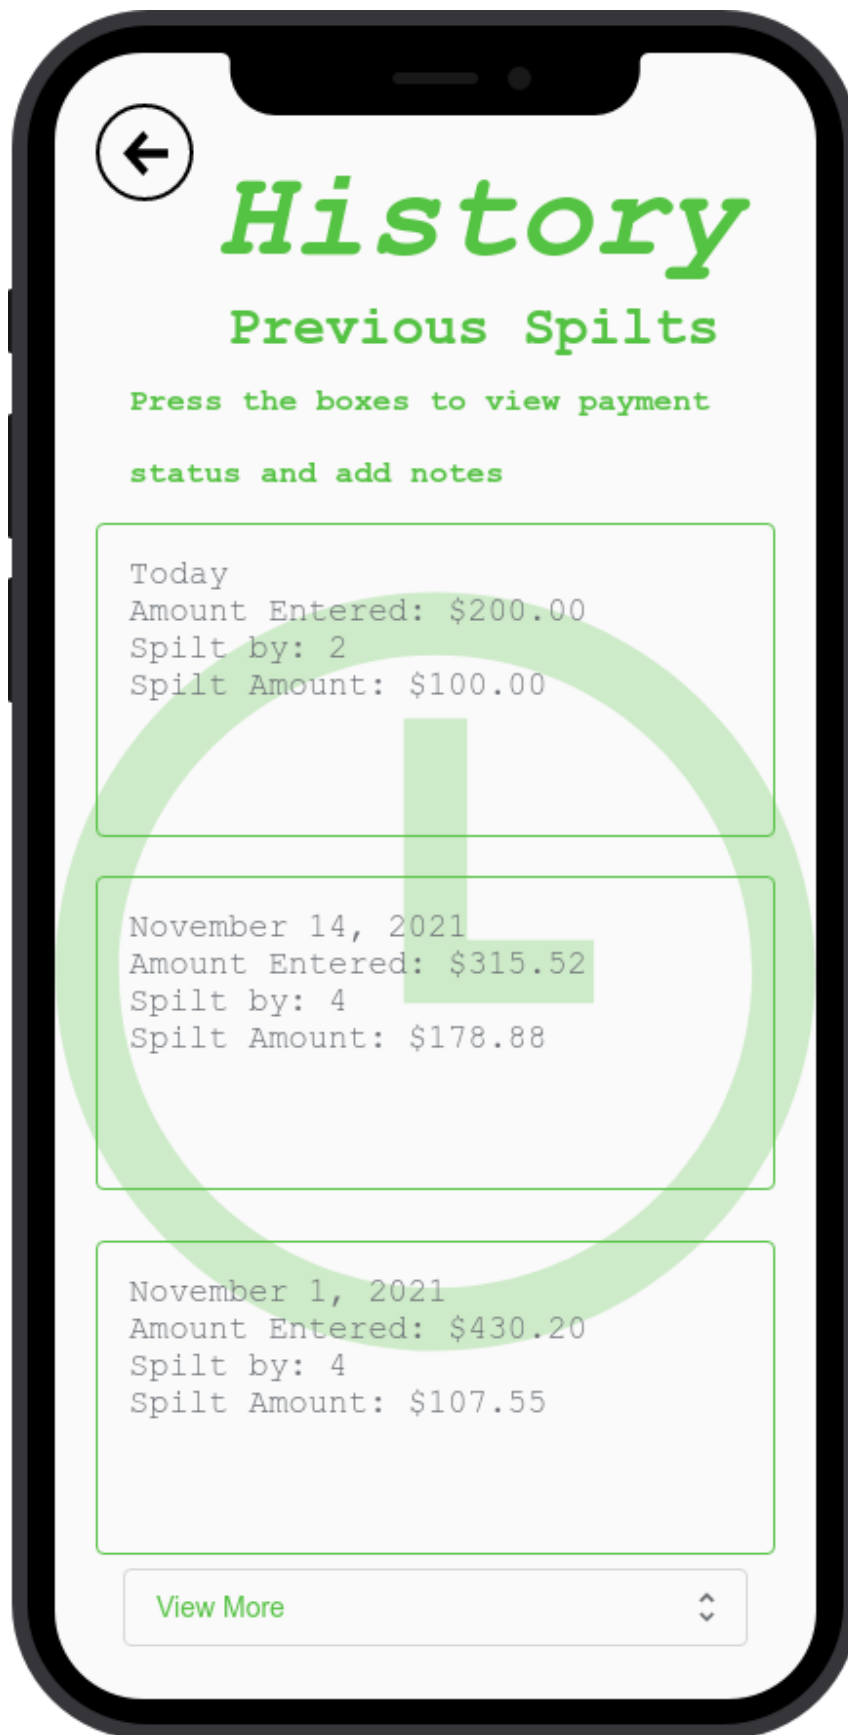 History
Previous Spilts
Press the boxes to view payment
status and add notes
Today
Amount Entered: $200.00
Spilt by: 2
Spilt Amount: $100.00
November 14, 2021
Amount Entered: $315.52
Spilt by: 4
Spilt Amount: $178.88
November 1, 2021
Amount Entered: $430.20
Spilt by: 4
Spilt Amount: $107.55
View More